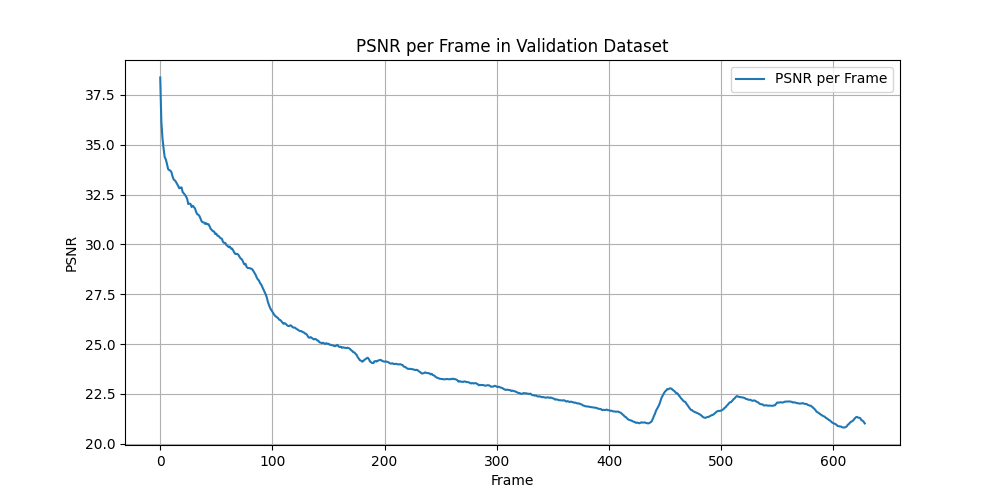 PSNR per Frame in Validation Dataset
PSNR per Frame
PSNR
37.5
35.0
32.5
30.0
27.5
25.0
22.5
20.0
0 100 200 300 400 500 600
Frame